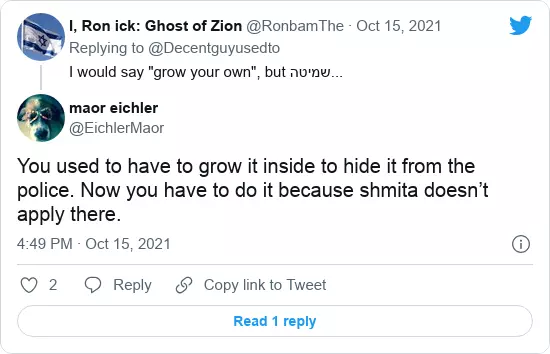 I, Ron ick: Ghost of Zion @RonbamThe · Oct 15, 2021
Replying to @Decentguyusedto
I would say "grow your own", but שמיטה...
maor eichler
@EichlerMaor
You used to have to grow it inside to hide it from the
police. Now you have to do it because shmita doesn’t
apply there.
4:49 PM · Oct 15, 2021
2 Reply Copy link to Tweet
Read 1 reply